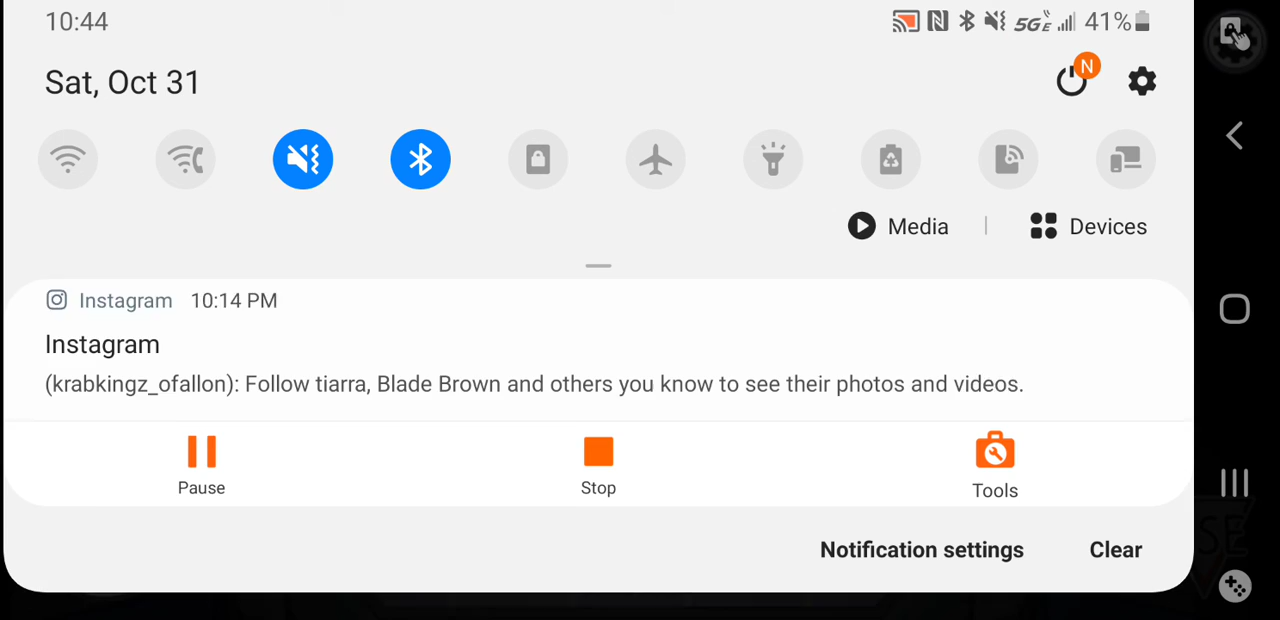 10:44
5GE 41%
Sat, Oct 31
N
Media | Devices
Instagram 10:14 PM
Instagram
(krabkingz_ofallon): Follow tiarra, Blade Brown and others you know to see their photos and videos.
Pause
Stop
Tools
Notification settings
Clear
SE